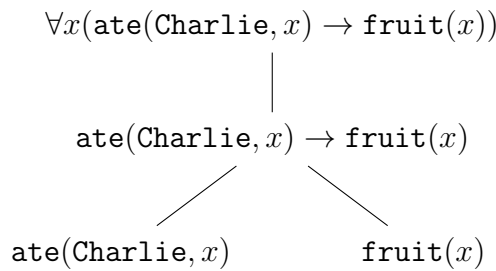 ∀x(ate(Charlie, x) → fruit(x))
ate(Charlie, x) → fruit(x)
ate(Charlie, x) fruit(x)